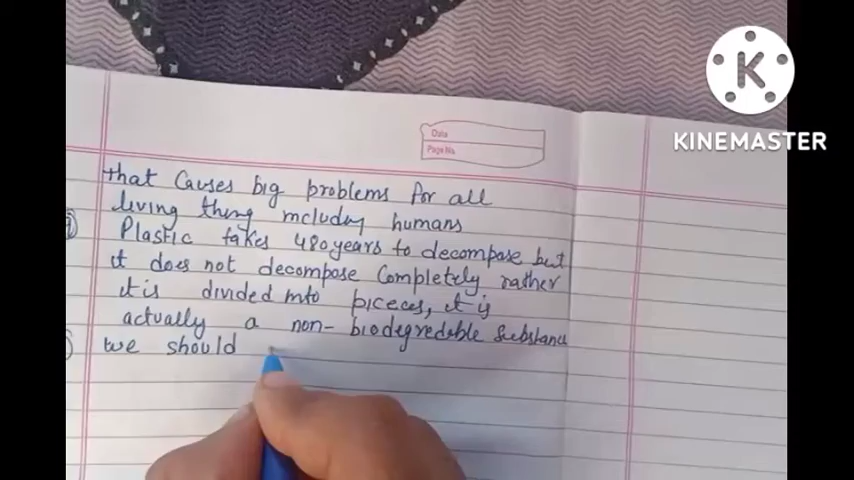 K
KINEMASTER
Date
Page No.
that Causes big problems for all
living thing including humans
Plastic takes 480 years to decompose but
it does not decompose Completely rather
it is divided into piceces, it is
actually a non-biodegredable Substance
we should